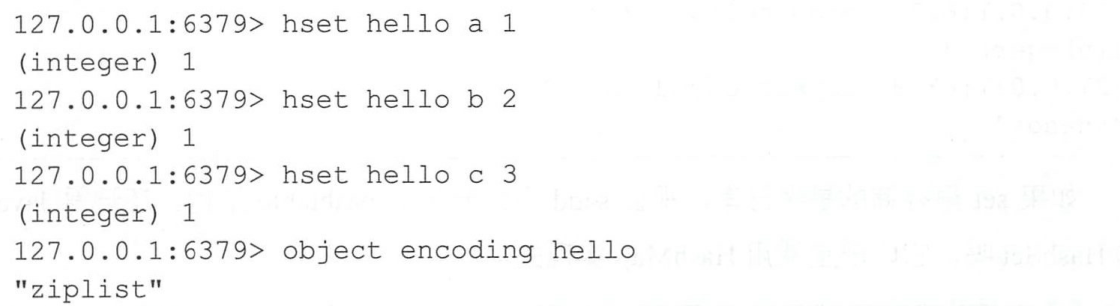 127.0.0.1:6379> hset hello a 1
(integer) 1
127.0.0.1:6379> hset hello b 2
(integer) 1
127.0.0.1:6379> hset hello c 3
(integer) 1
127.0.0.1:6379> object encoding hello
"ziplist"